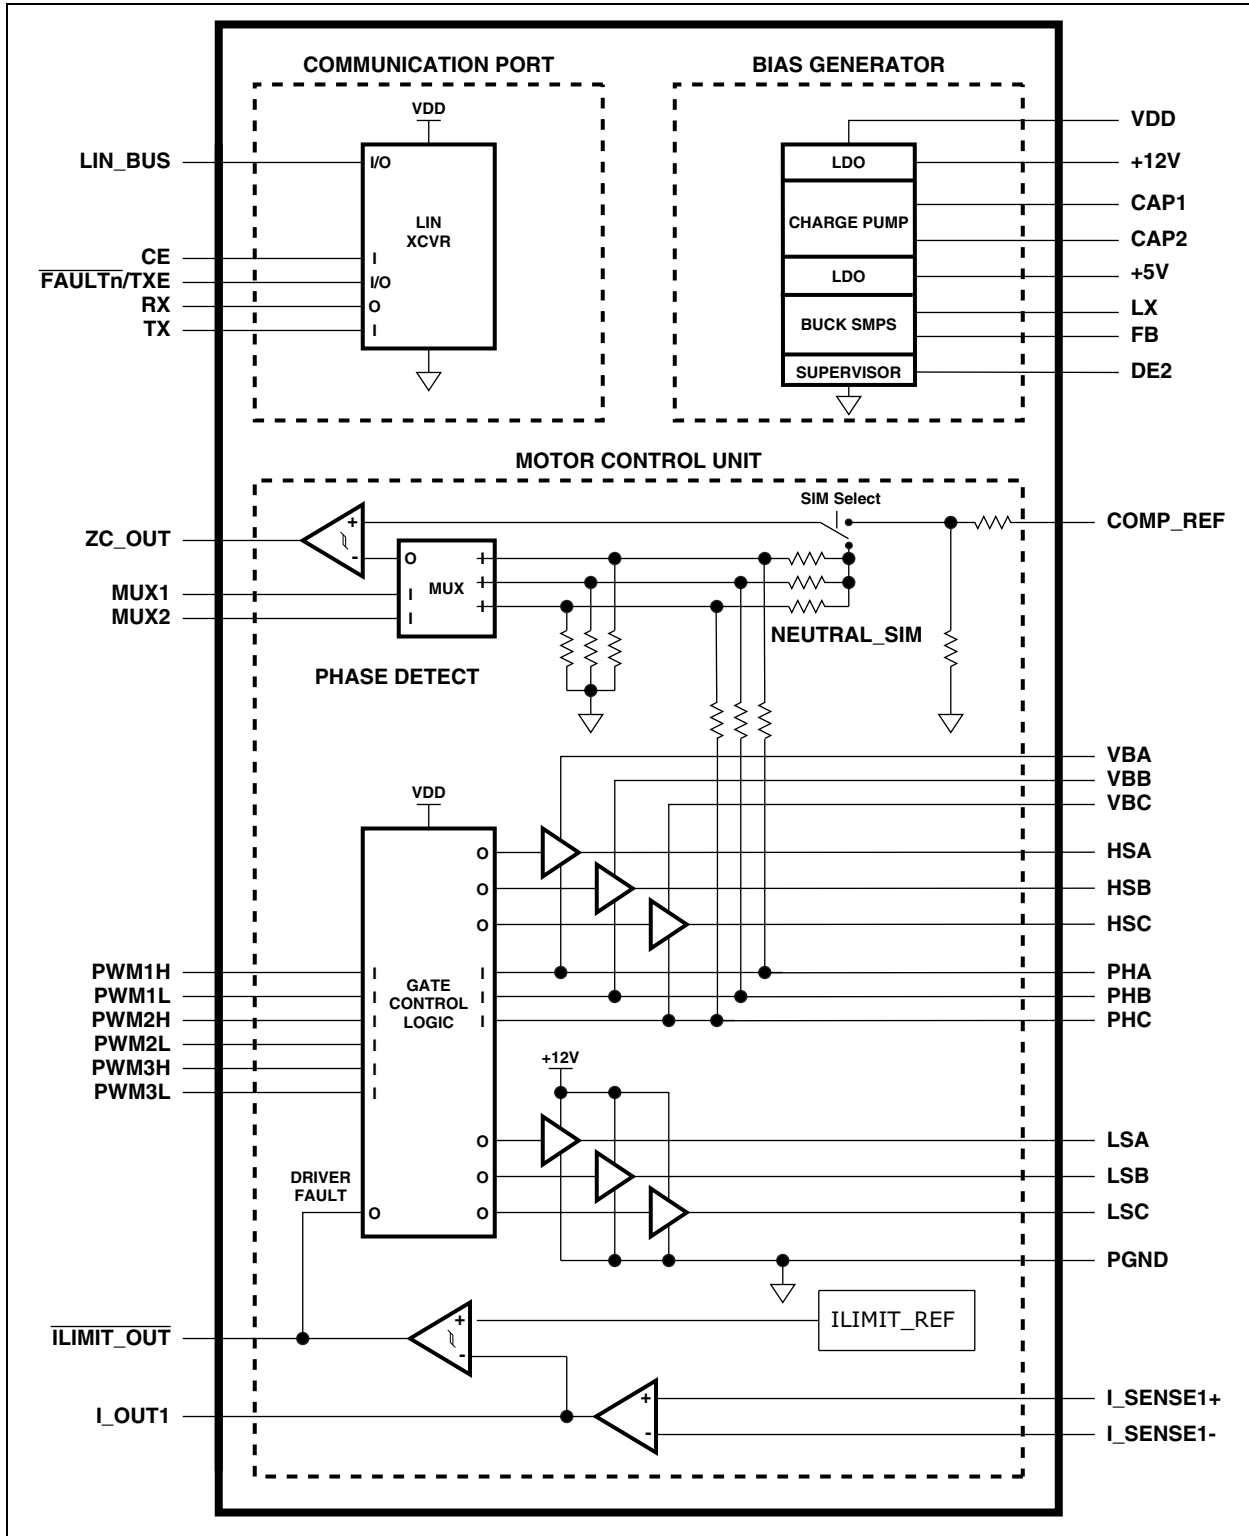 COMMUNICATION PORT
BIAS GENERATOR
VDD
LIN_BUS
I/O
LIN
XCVR
CE
I
FAULTn/TXE
I/O
RX
O
TX
I
VDD
LDO
+12V
CHARGE PUMP
CAP1
CAP2
LDO
+5V
BUCK SMPS
LX
FB
SUPERVISOR
DE2
MOTOR CONTROL UNIT
SIM Select
COMP_REF
ZC_OUT
+
-
O
I
MUX
I
I
MUX1
I
MUX2
I
NEUTRAL_SIM
PHASE DETECT
VBA
VBB
VBC
VDD
O
HSA
O
HSB
O
HSC
PWM1H
I
I
PHA
PWM1L
I
I
PHB
PWM2H
I
I
PHC
PWM2L
I
PWM3H
I
PWM3L
I
GATE
CONTROL
LOGIC
+12V
O
LSA
O
LSB
DRIVER
FAULT
O
O
LSC
PGND
ILIMIT_OUT
+
-
ILIMIT_REF
I_OUT1
+
-
I_SENSE1+
I_SENSE1-